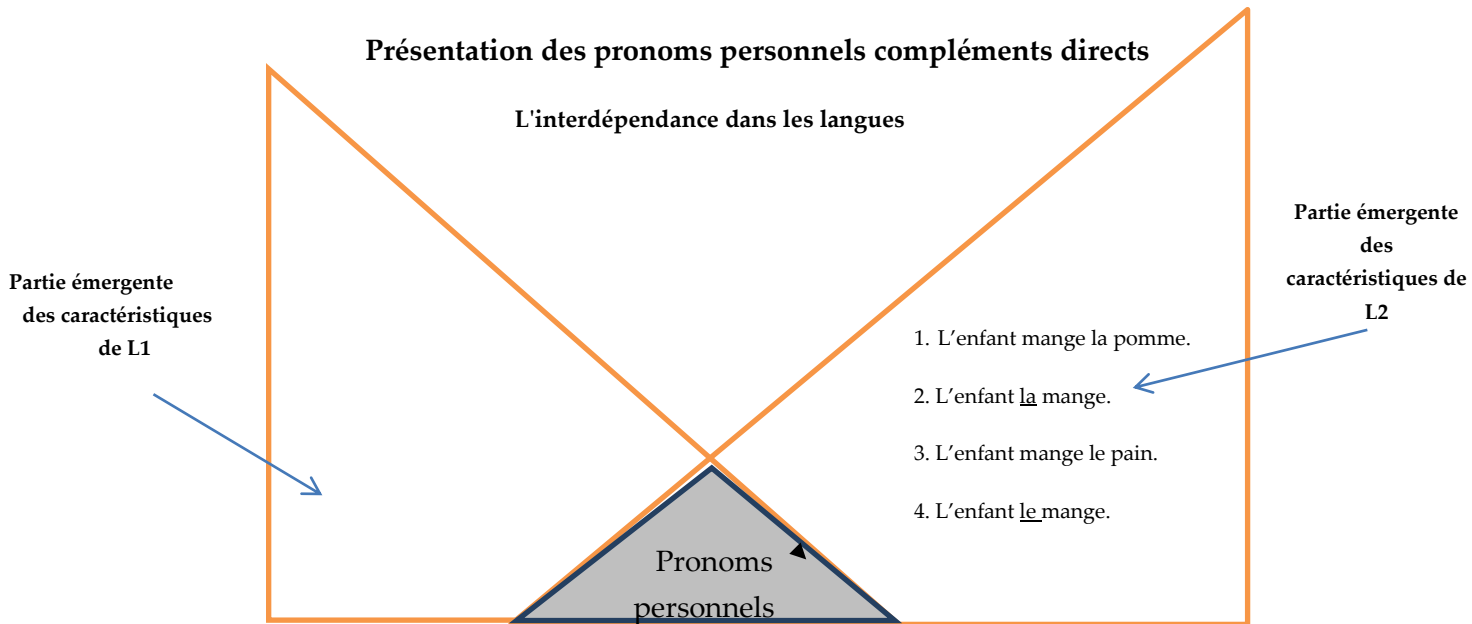 Présentation des pronoms personnels compléments directs
L'interdépendance dans les langues
Partie émergente
des caractéristiques
de L1
Partie émergente
des
caractéristiques de
L2
1. L’enfant mange la pomme.
2. L’enfant la mange.
3. L’enfant mange le pain.
4. L’enfant le mange.
Pronoms
personnels